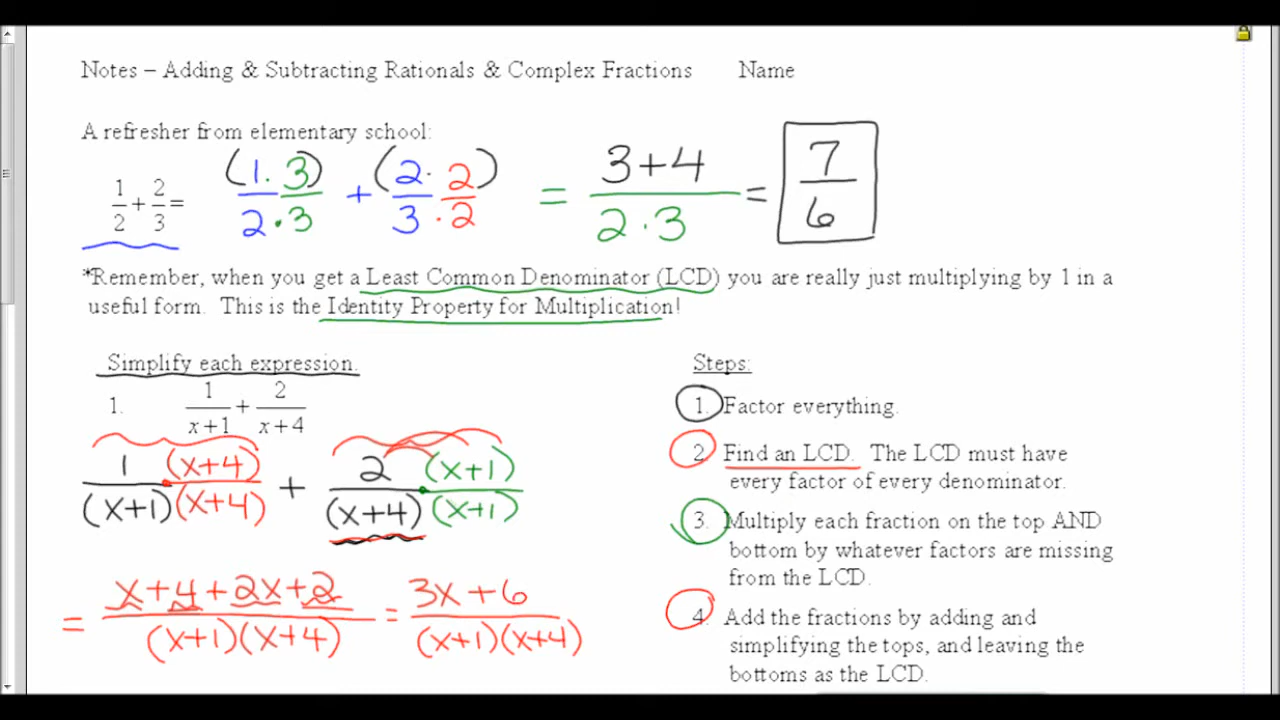 Notes – Adding & Subtracting Rationals & Complex Fractions Name
A refresher from elementary school:
1/2 + 2/3 = (1·3)/(2·3) + (2·2)/(3·2) = (3+4)/(2·3) = 7/6
*Remember, when you get a Least Common Denominator (LCD) you are really just multiplying by 1 in a
useful form. This is the Identity Property for Multiplication!
Simplify each expression.
1. 1/(x+1) + 2/(x+4)
1(x+4)/(x+1)(x+4) + 2(x+1)/(x+4)(x+1)
= (x+4+2x+2)/(x+1)(x+4) = (3x+6)/(x+1)(x+4)
Steps:
1. Factor everything.
2. Find an LCD. The LCD must have
every factor of every denominator.
3. Multiply each fraction on the top AND
bottom by whatever factors are missing
from the LCD.
4. Add the fractions by adding and
simplifying the tops, and leaving the
bottoms as the LCD.